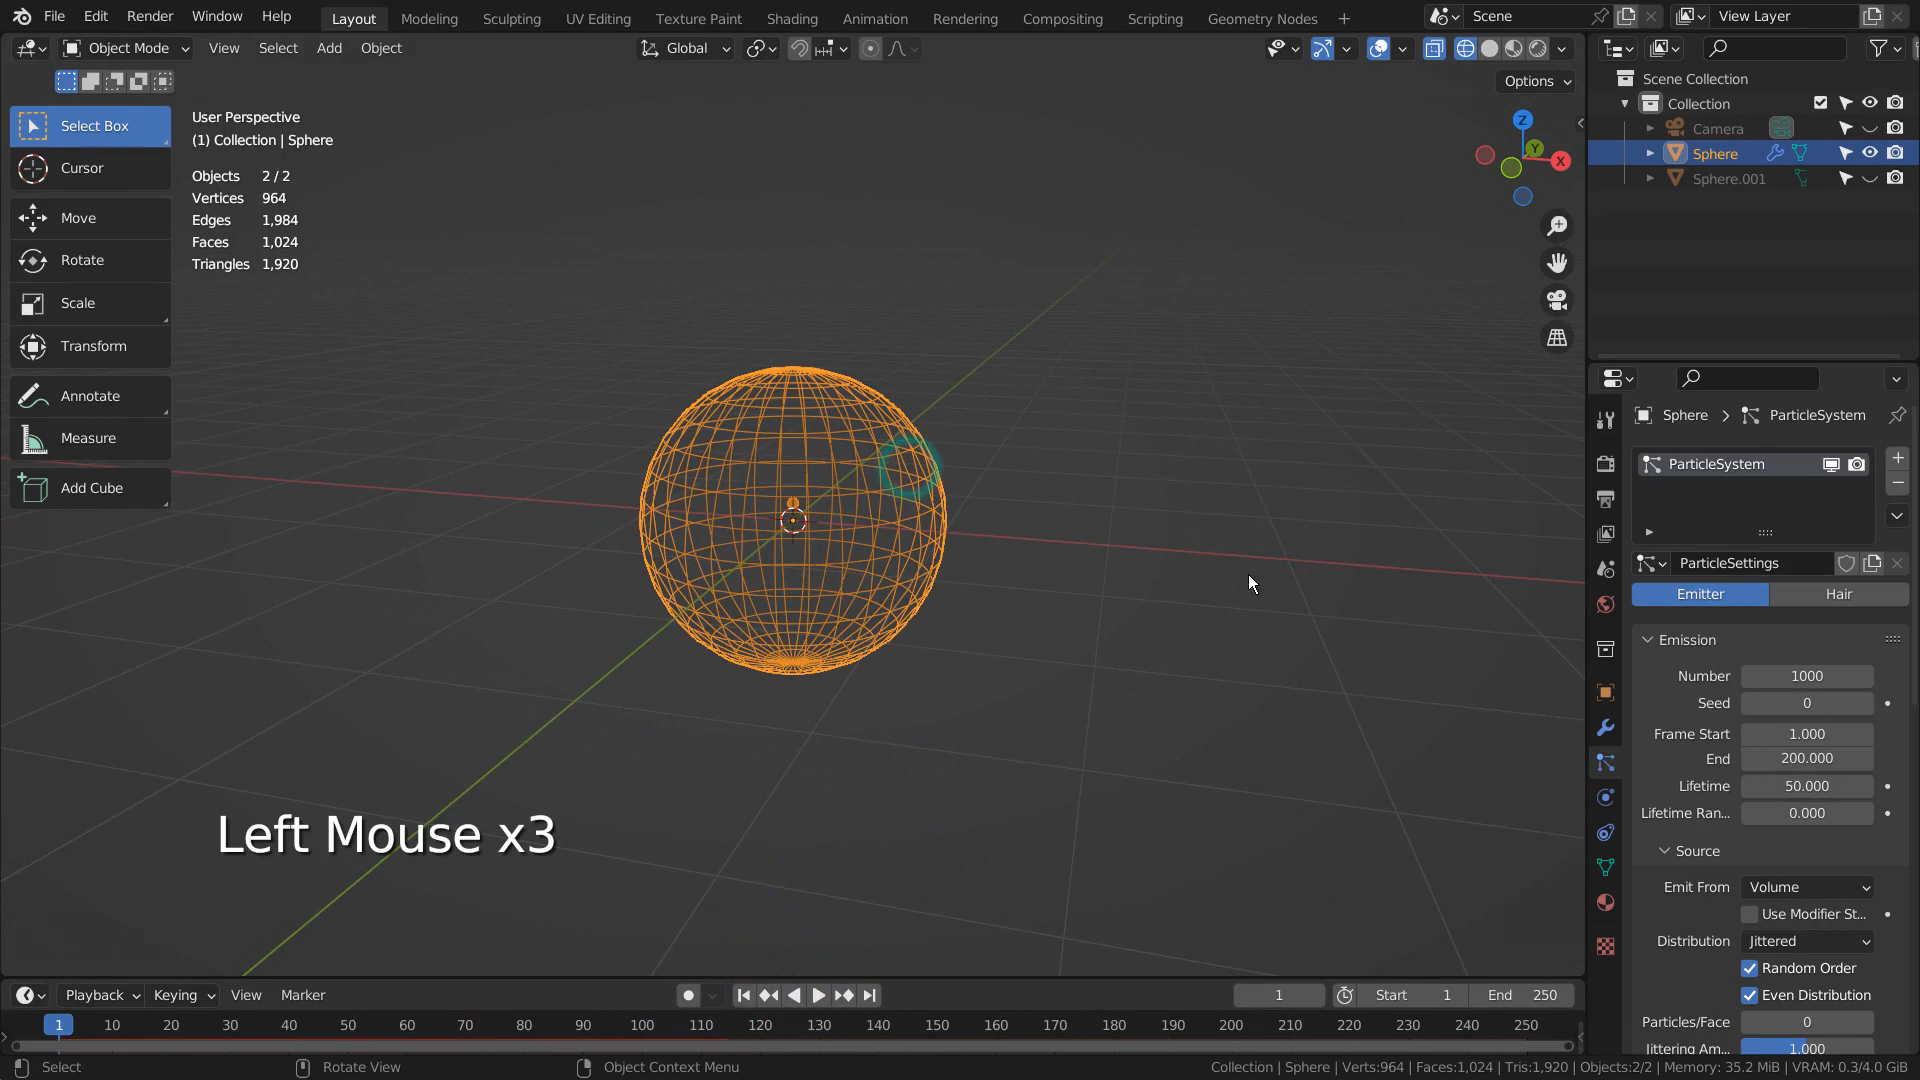 File Edit Render Window Help Layout Modeling Sculpting UV Editing Texture Paint Shading Animation Rendering Compositing Scripting Geometry Nodes + Scene View Layer
Object Mode View Select Add Object Global
Options
Scene Collection
Collection
Camera
Sphere
Sphere.001
Select Box
Cursor
Move
Rotate
Scale
Transform
Annotate
Measure
Add Cube
User Perspective
(1) Collection | Sphere
Objects 2 / 2
Vertices 964
Edges 1,984
Faces 1,024
Triangles 1,920
Z
Y
X
Left Mouse x3
Sphere > ParticleSystem
ParticleSystem
ParticleSettings
Emitter Hair
Emission
Number 1000
Seed 0
Frame Start 1.000
End 200.000
Lifetime 50.000
Lifetime Ran... 0.000
Source
Emit From Volume
Use Modifier St...
Distribution Jittered
Random Order
Even Distribution
Particles/Face 0
Jittering Am... 1.000
Playback Keying View Marker 1 Start 1 End 250
1 10 20 30 40 50 60 70 80 90 100 110 120 130 140 150 160 170 180 190 200 210 220 230 240 250
Select Rotate View Object Context Menu Collection | Sphere | Verts:964 | Faces:1,024 | Tris:1,920 | Objects:2/2 | Memory: 35.2 MiB | VRAM: 0.3/4.0 GiB